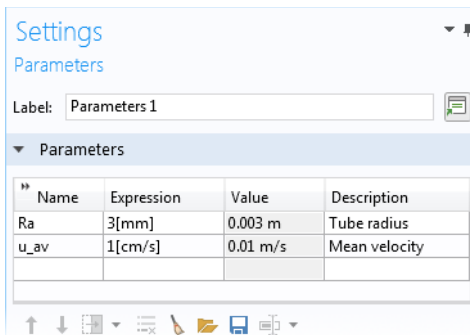 Settings
Parameters
Label: Parameters 1
Parameters
Name Expression Value Description
Ra 3[mm] 0.003 m Tube radius
u_av 1[cm/s] 0.01 m/s Mean velocity